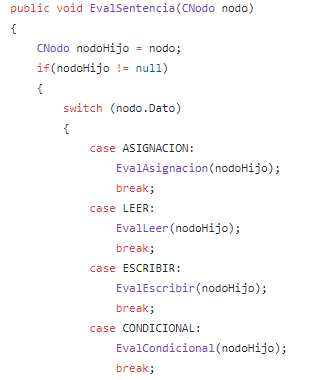 public void EvalSentencia(CNodo nodo)
{
    CNodo nodoHijo = nodo;
    if(nodoHijo != null)
    {
        switch (nodo.Dato)
        {
            case ASIGNACION:
                EvalAsignacion(nodoHijo);
                break;
            case LEER:
                EvalLeer(nodoHijo);
                break;
            case ESCRIBIR:
                EvalEscribir(nodoHijo);
                break;
            case CONDICIONAL:
                EvalCondicional(nodoHijo);
                break;